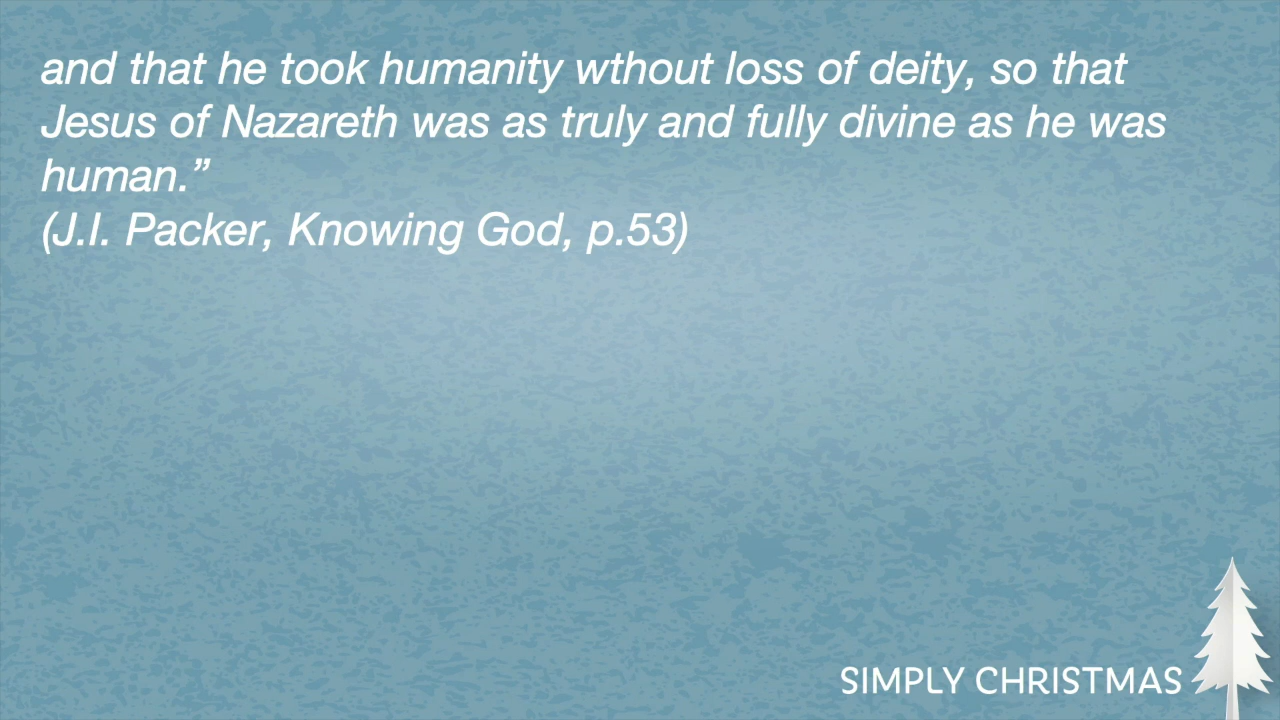 and that he took humanity wthout loss of deity, so that
Jesus of Nazareth was as truly and fully divine as he was
human.”
(J.I. Packer, Knowing God, p.53)
SIMPLY CHRISTMAS